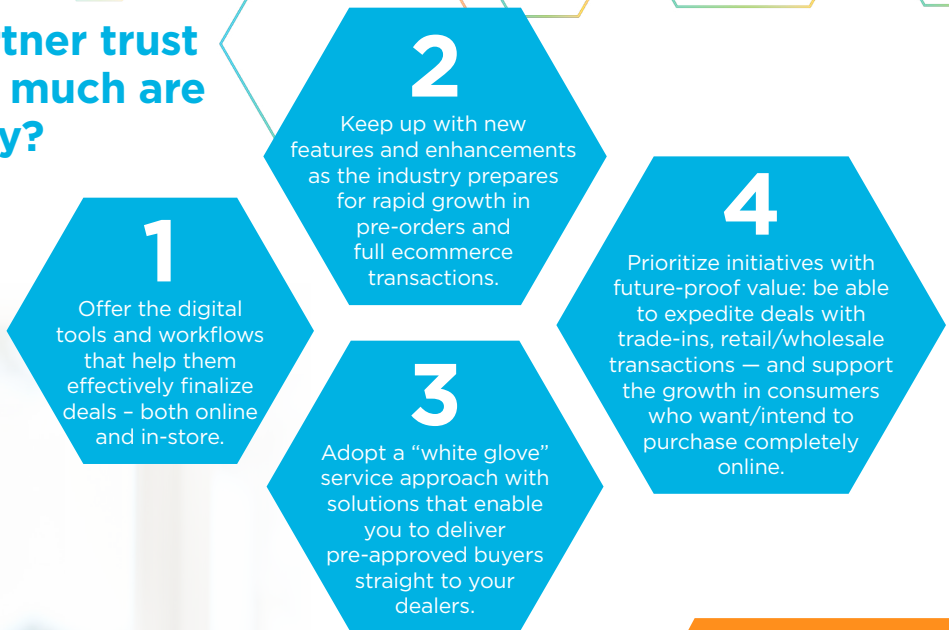 tner trust
much are
y?
1
Offer the digital
tools and workflows
that help them
effectively finalize
deals – both online
and in-store.
2
Keep up with new
features and enhancements
as the industry prepares
for rapid growth in
pre-orders and
full ecommerce
transactions.
3
Adopt a “white glove”
service approach with
solutions that enable
you to deliver
pre-approved buyers
straight to your
dealers.
4
Prioritize initiatives with
future-proof value: be able
to expedite deals with
trade-ins, retail/wholesale
transactions — and support
the growth in consumers
who want/intend to
purchase completely
online.